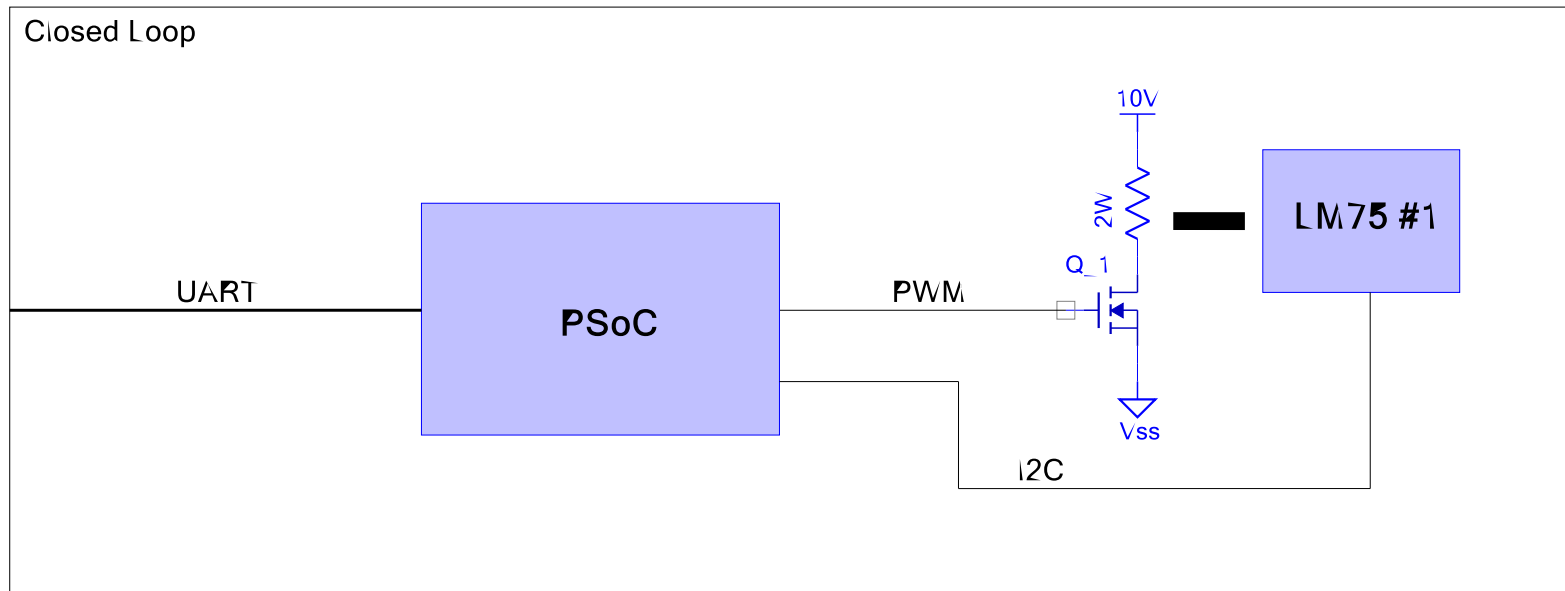 Closed Loop
10V
2W
LM75 #1
Q_1
UART
PWM
PSoC
Vss
I2C